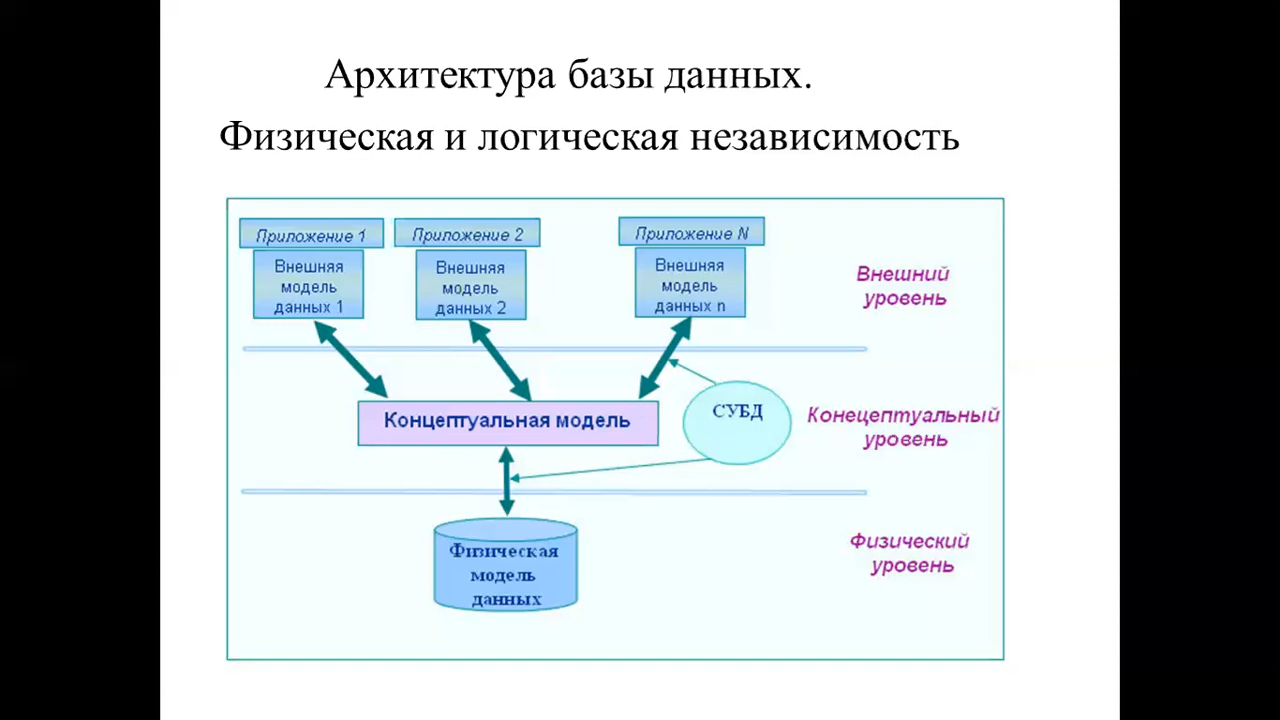 Архитектура базы данных.
Физическая и логическая независимость
Приложение 1
Приложение 2
Приложение N
Внешняя
модель
данных 1
Внешняя
модель
данных 2
Внешняя
модель
данных n
Внешний
уровень
Концептуальная модель
СУБД
Конецептуальный
уровень
Физическая
модель
данных
Физический
уровень